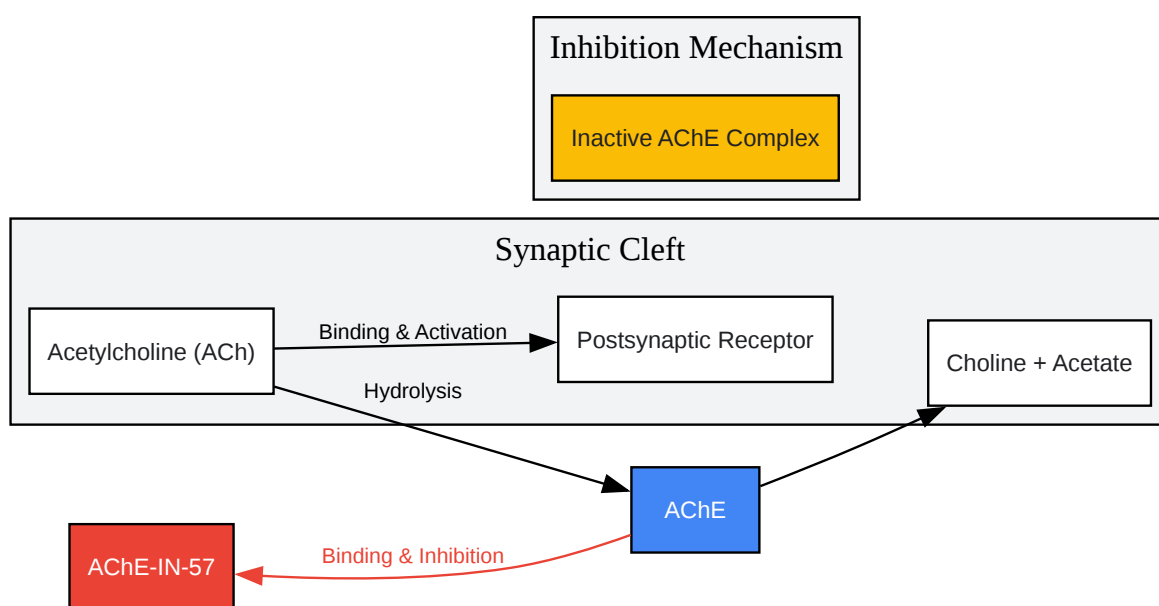 Inhibition Mechanism
Inactive AChE Complex
Synaptic Cleft
Acetylcholine (ACh)
Binding & Activation
Postsynaptic Receptor
Choline + Acetate
Hydrolysis
AChE
AChE-IN-57
Binding & Inhibition